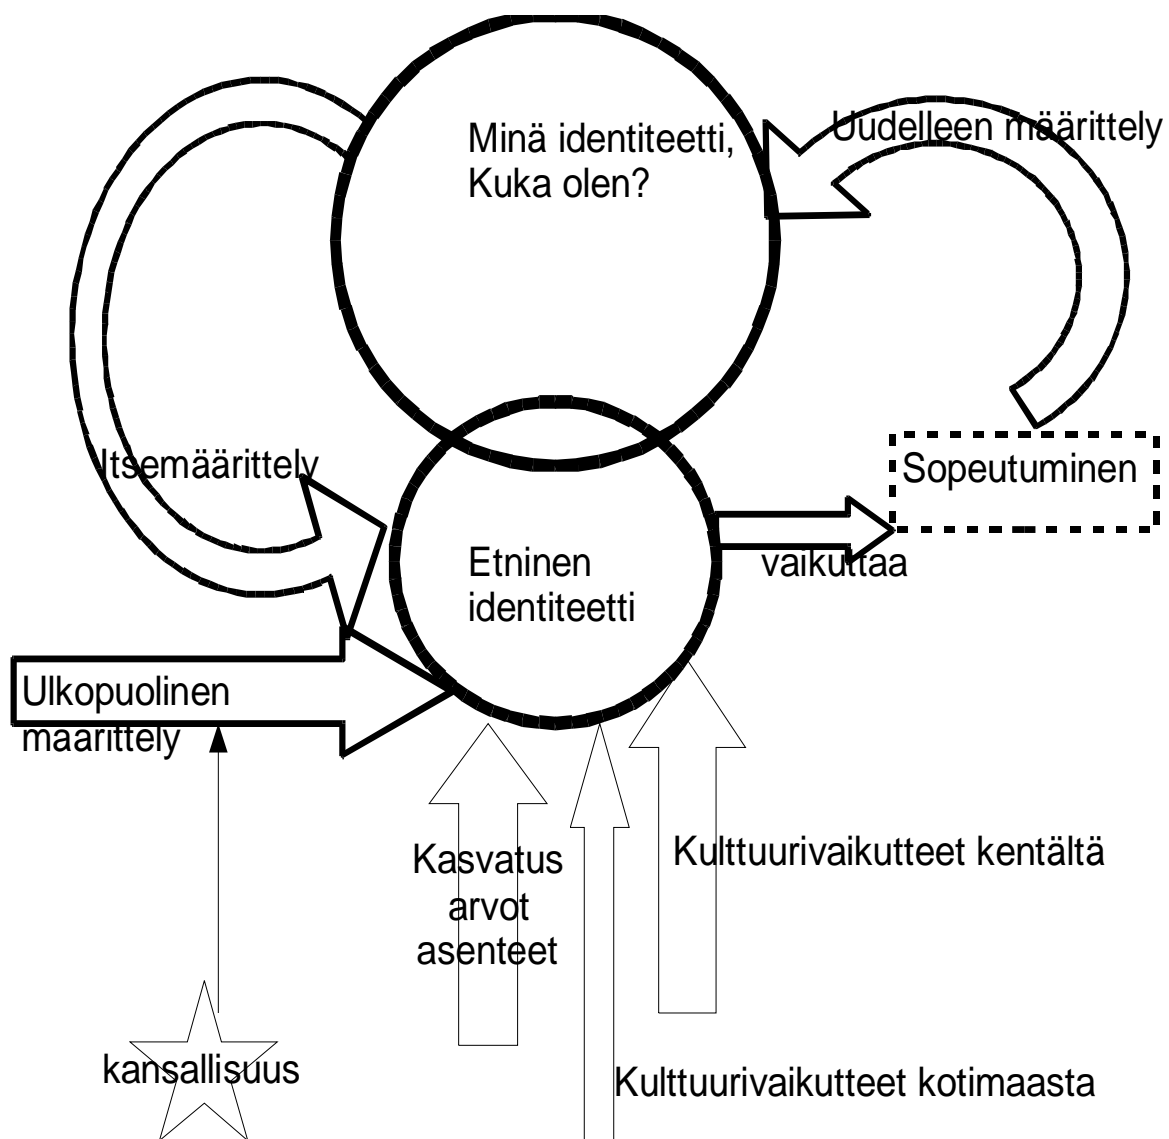 Minä identiteetti,
Kuka olen?
Uudelleen määrittely
Itsemäärittely
Sopeutuminen
Etninen
identiteetti
vaikuttaa
Ulkopuolinen
määrittely
Kasvatus
arvot
asenteet
Kulttuurivaikutteet kentältä
kansallisuus
Kulttuurivaikutteet kotimaasta